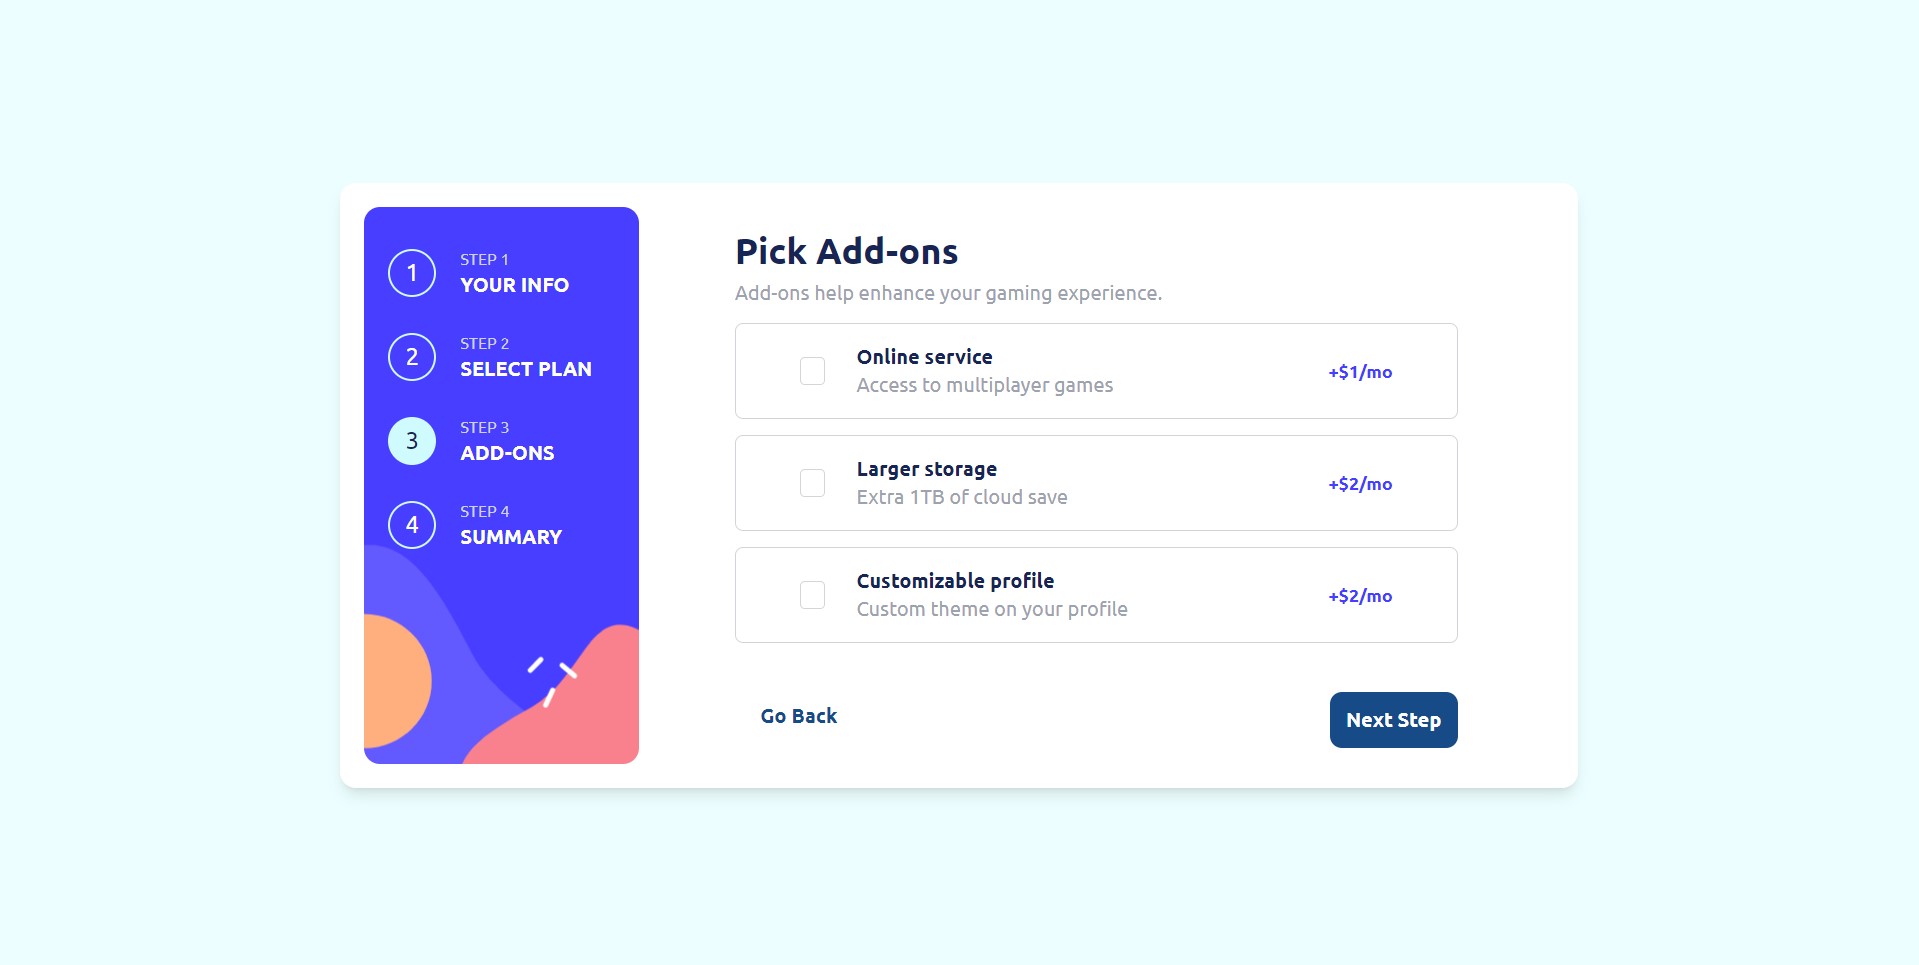 1
STEP 1
YOUR INFO
2
STEP 2
SELECT PLAN
3
STEP 3
ADD-ONS
4
STEP 4
SUMMARY
Pick Add-ons
Add-ons help enhance your gaming experience.
Online service
Access to multiplayer games
+$1/mo
Larger storage
Extra 1TB of cloud save
+$2/mo
Customizable profile
Custom theme on your profile
+$2/mo
Go Back
Next Step